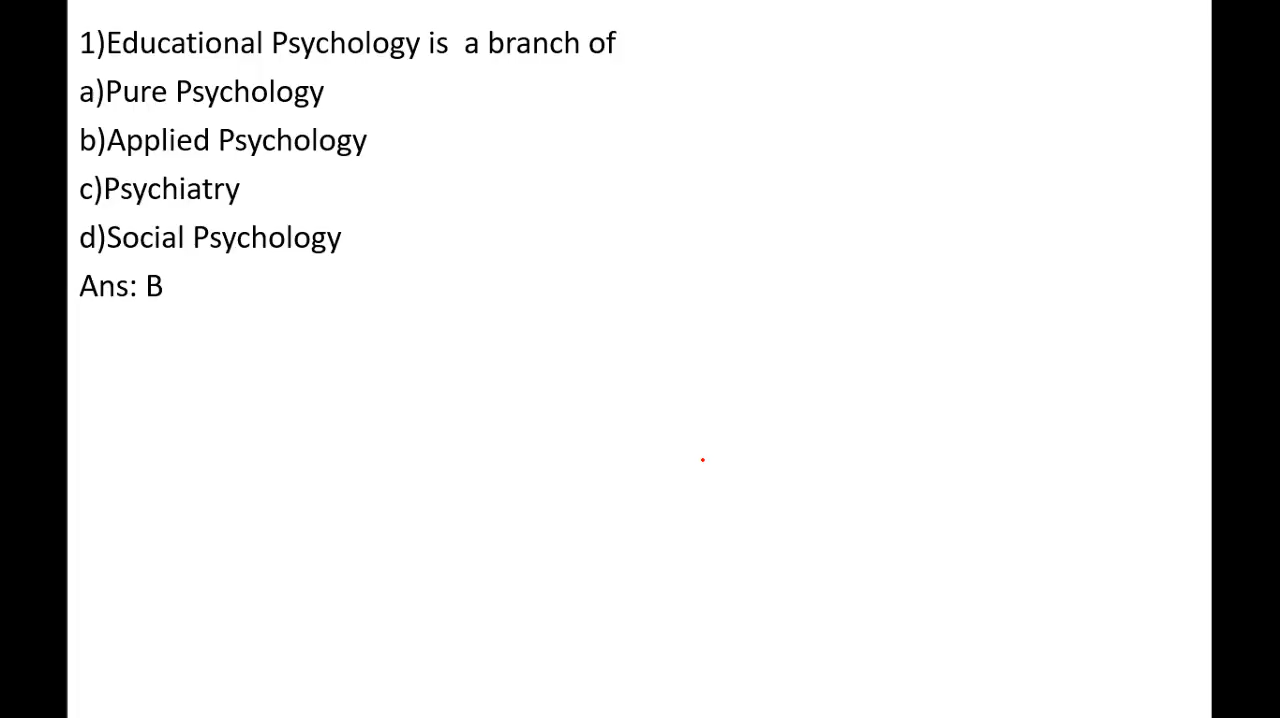 1)Educational Psychology is  a branch of
a)Pure Psychology
b)Applied Psychology
c)Psychiatry
d)Social Psychology
Ans: B